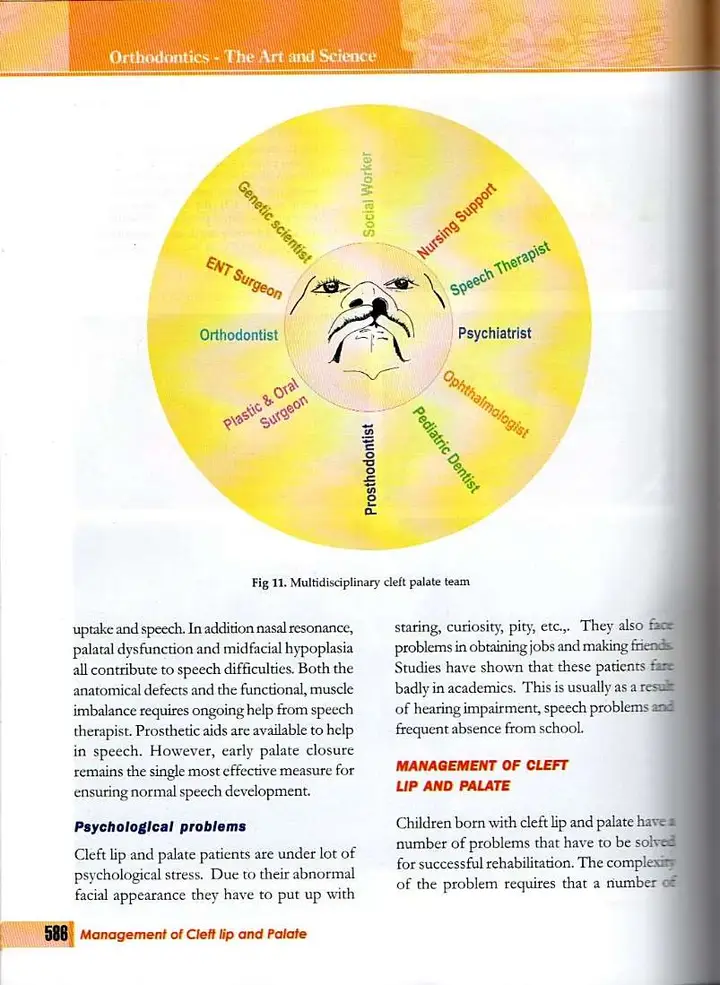 Orthodontics - The Art and Science
Social Worker
Nursing Support
Speech Therapist
Psychiatrist
Ophthalmologist
Pediatric Dentist
Prosthodontist
Plastic & Oral
Surgeon
Orthodontist
ENT Surgeon
Genetic scientist
Fig 11. Multidisciplinary cleft palate team
uptake and speech. In addition nasal resonance,
palatal dysfunction and midfacial hypoplasia
all contribute to speech difficulties. Both the
anatomical defects and the functional, muscle
imbalance requires ongoing help from speech
therapist. Prosthetic aids are available to help
in speech. However, early palate closure
remains the single most effective measure for
ensuring normal speech development.
Psychological problems
Cleft lip and palate patients are under lot of
psychological stress. Due to their abnormal
facial appearance they have to put up with
staring, curiosity, pity, etc.,. They also face
problems in obtaining jobs and making friends.
Studies have shown that these patients fare
badly in academics. This is usually as a result
of hearing impairment, speech problems and
frequent absence from school.
MANAGEMENT OF CLEFT
LIP AND PALATE
Children born with cleft lip and palate have a
number of problems that have to be solved
for successful rehabilitation. The complexity
of the problem requires that a number of
586 Management of Cleft lip and Palate